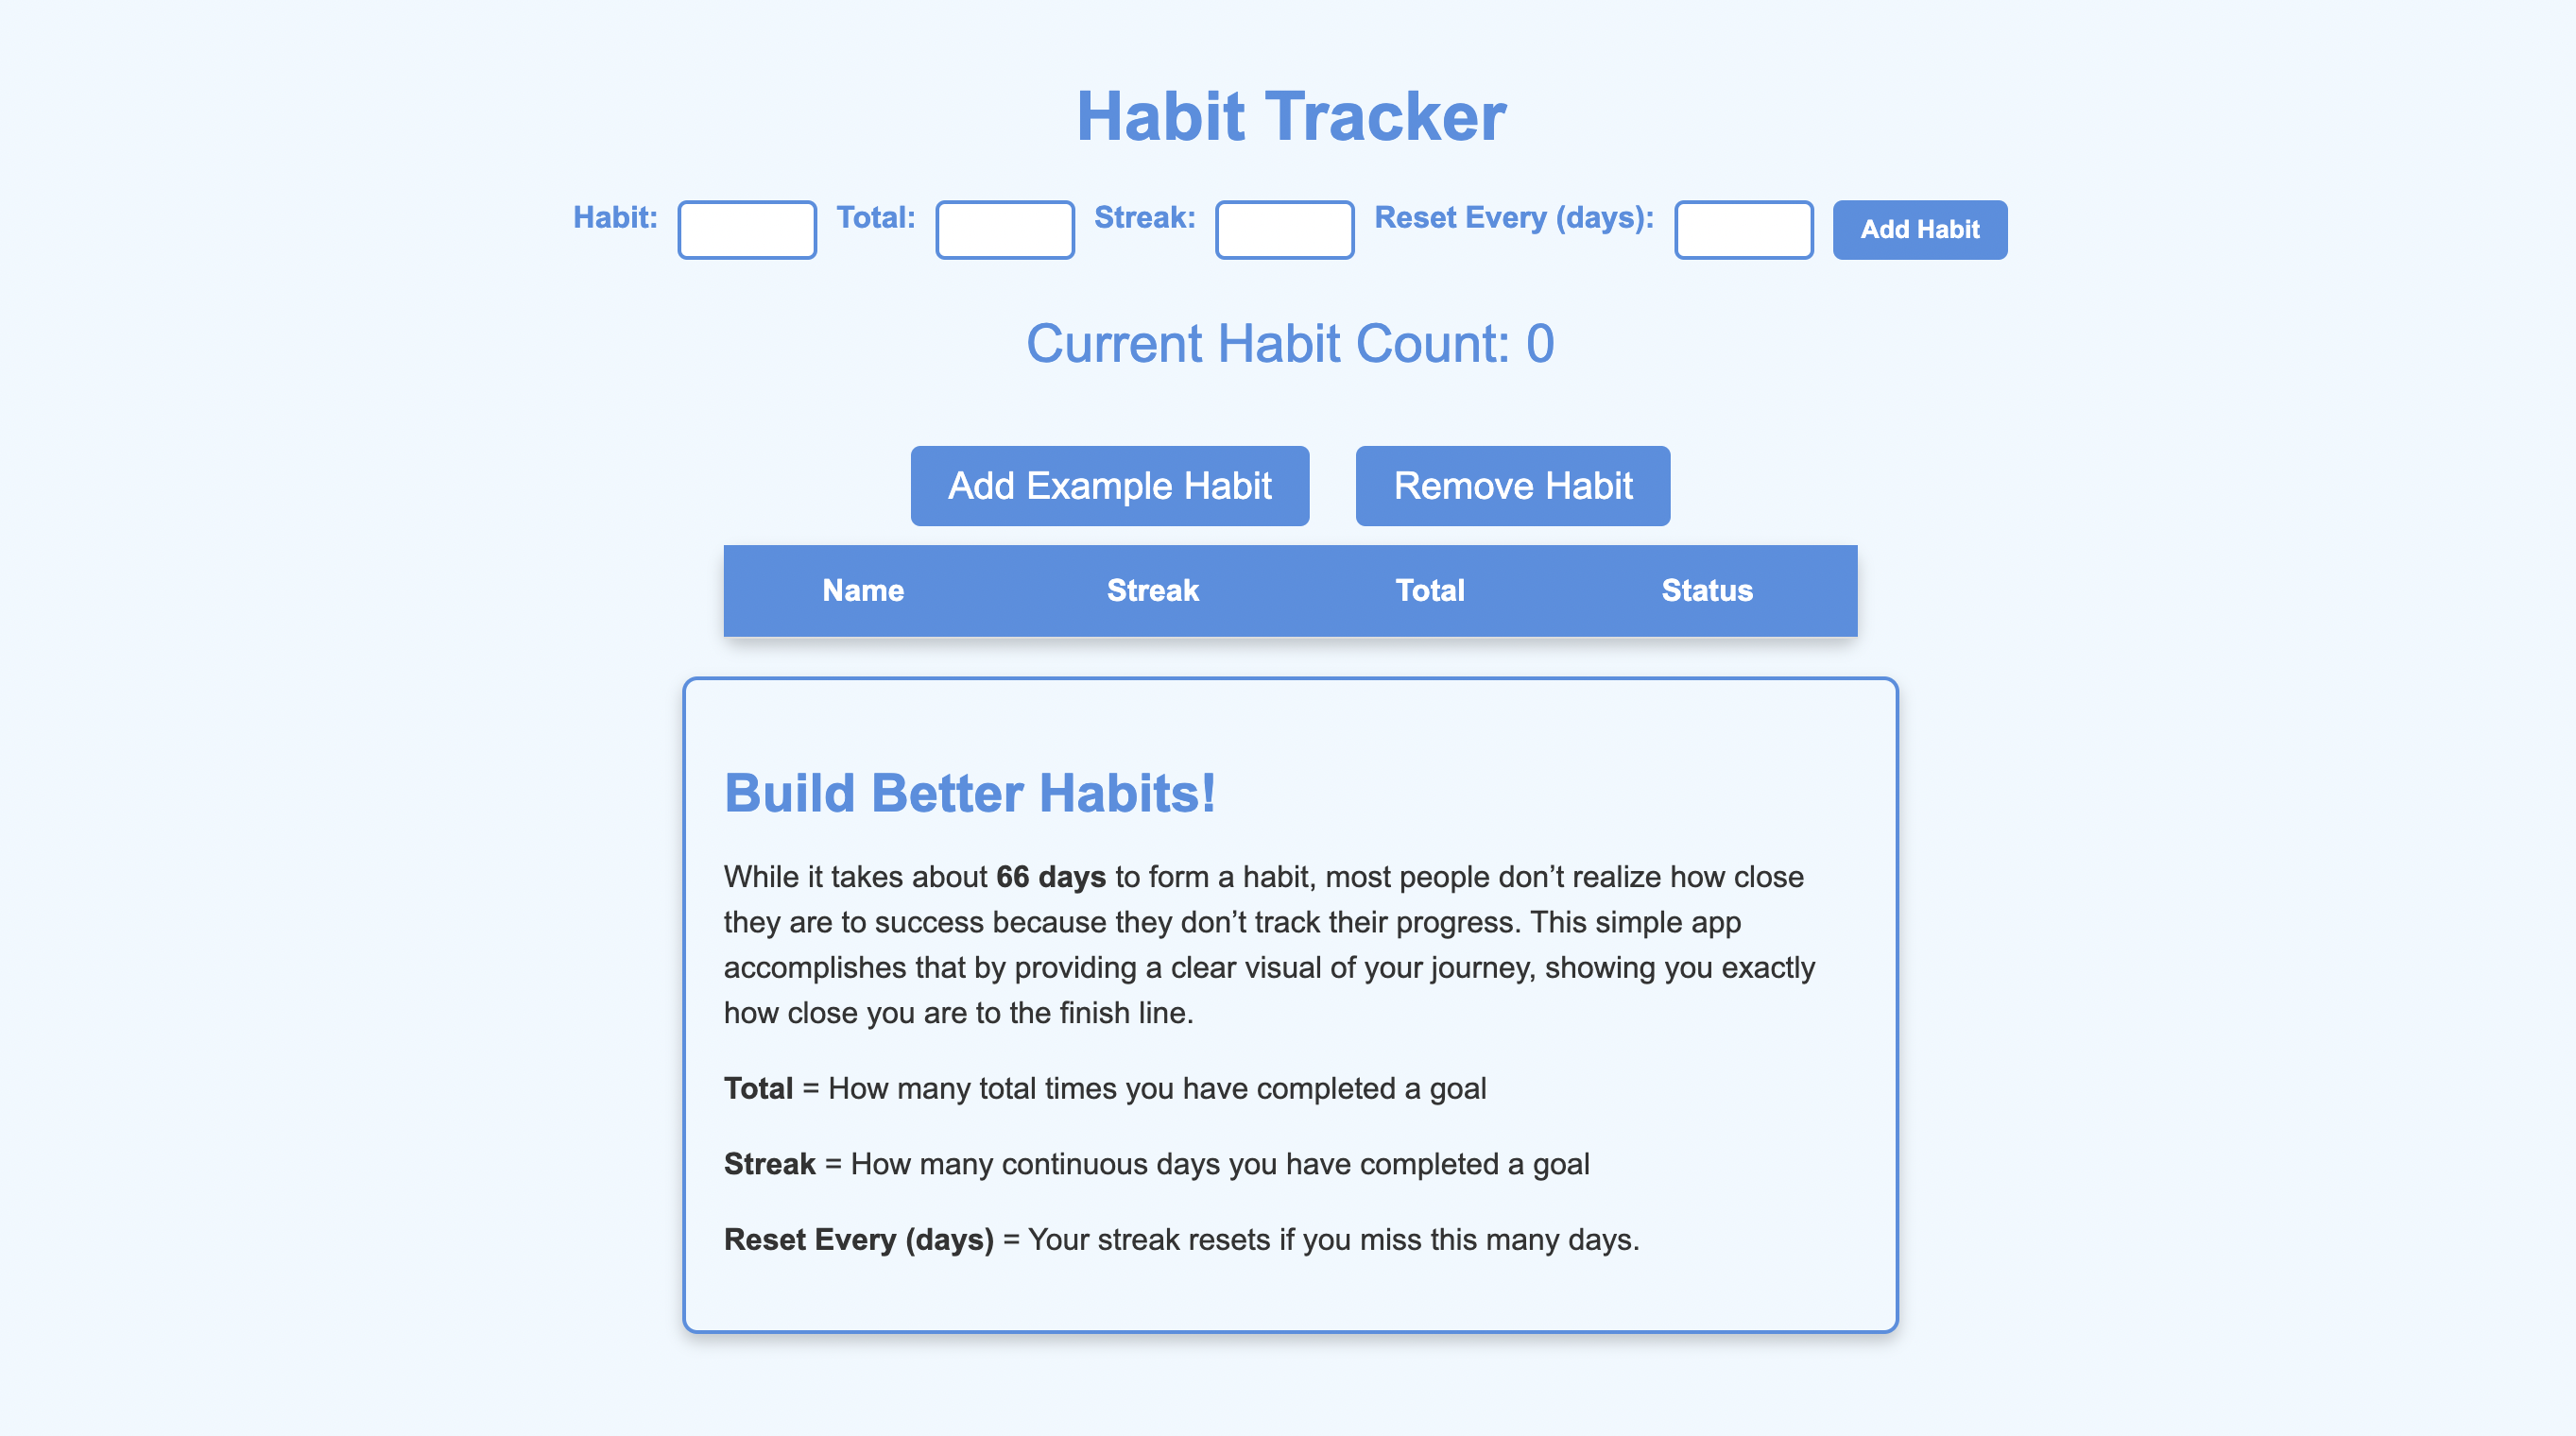 Habit Tracker
Habit: Total: Streak: Reset Every (days): Add Habit
Current Habit Count: 0
Add Example Habit Remove Habit
Name Streak Total Status
Build Better Habits!
While it takes about 66 days to form a habit, most people don’t realize how close
they are to success because they don’t track their progress. This simple app
accomplishes that by providing a clear visual of your journey, showing you exactly
how close you are to the finish line.
Total = How many total times you have completed a goal
Streak = How many continuous days you have completed a goal
Reset Every (days) = Your streak resets if you miss this many days.